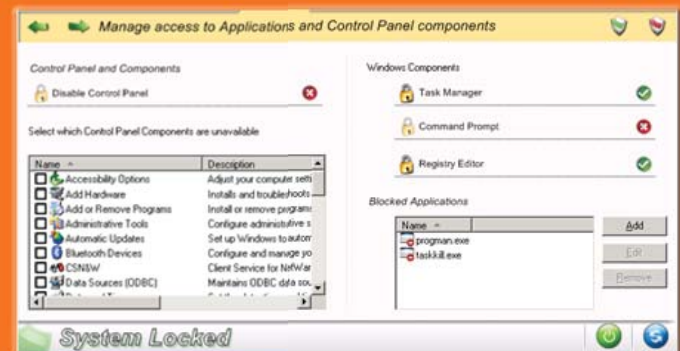 Manage access to Applications and Control Panel components
Control Panel and Components
Disable Control Panel
Select which Control Panel Components are unavailable
Name
Description
Accessibility Options
Adjust your computer setti
Add Hardware
Installs and troubleshoots
Add or Remove Programs
Install or remove programs
Administrative Tools
Configure administrative s
Automatic Updates
Set up Windows to autom
Bluetooth Devices
Configure and manage yo
CSNW
Client Service for NetWar
Data Sources (ODBC)
Maintains ODBC data sou
Windows Components
Task Manager
Command Prompt
Registry Editor
Blocked Applications
Name
progman.exe
taskkill.exe
Add
Edit
Remove
System Locked